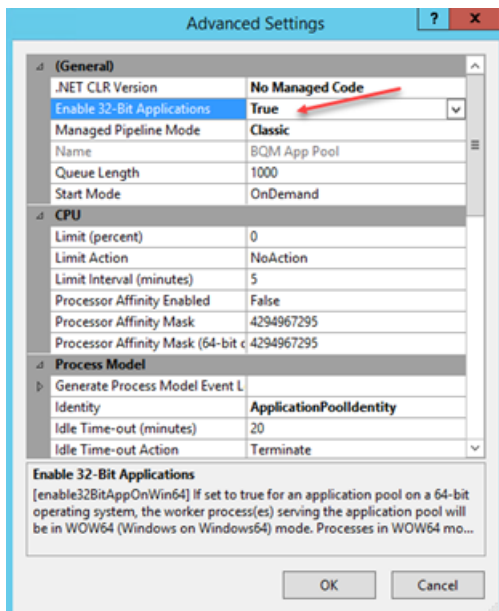 Advanced Settings
? x
(General)
.NET CLR Version No Managed Code
Enable 32-Bit Applications True
Managed Pipeline Mode Classic
Name BQM App Pool
Queue Length 1000
Start Mode OnDemand
CPU
Limit (percent) 0
Limit Action NoAction
Limit Interval (minutes) 5
Processor Affinity Enabled False
Processor Affinity Mask 4294967295
Processor Affinity Mask (64-bit c 4294967295
Process Model
Generate Process Model Event L
Identity ApplicationPoolIdentity
Idle Time-out (minutes) 20
Idle Time-out Action Terminate
Enable 32-Bit Applications
[enable32BitAppOnWin64] If set to true for an application pool on a 64-bit
operating system, the worker process(es) serving the application pool will
be in WOW64 (Windows on Windows64) mode. Processes in WOW64 mo...
OK Cancel